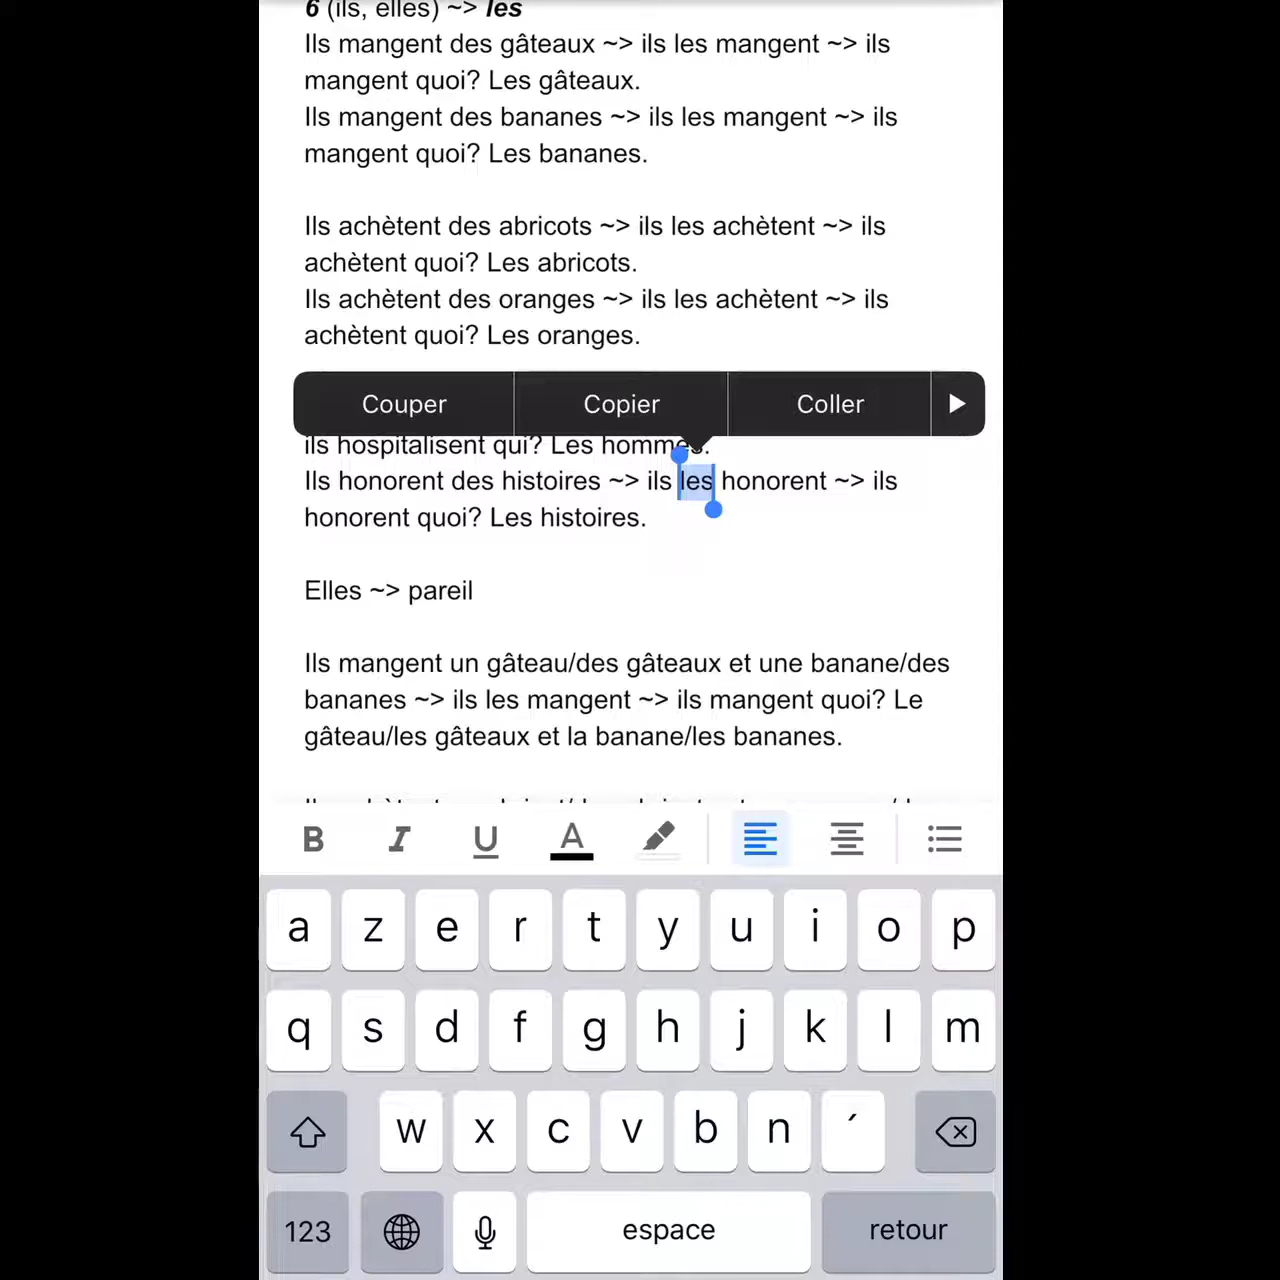 6 (ils, elles) ~> les
Ils mangent des gâteaux ~> ils les mangent ~> ils
mangent quoi? Les gâteaux.
Ils mangent des bananes ~> ils les mangent ~> ils
mangent quoi? Les bananes.
Ils achètent des abricots ~> ils les achètent ~> ils
achètent quoi? Les abricots.
Ils achètent des oranges ~> ils les achètent ~> ils
achètent quoi? Les oranges.
Couper Copier Coller
ils hospitalisent qui? Les hommes.
Ils honorent des histoires ~> ils les honorent ~> ils
honorent quoi? Les histoires.
Elles ~> pareil
Ils mangent un gâteau/des gâteaux et une banane/des
bananes ~> ils les mangent ~> ils mangent quoi? Le
gâteau/les gâteaux et la banane/les bananes.
B I U A
a z e r t y u i o p
q s d f g h j k l m
w x c v b n ´
123 espace retour